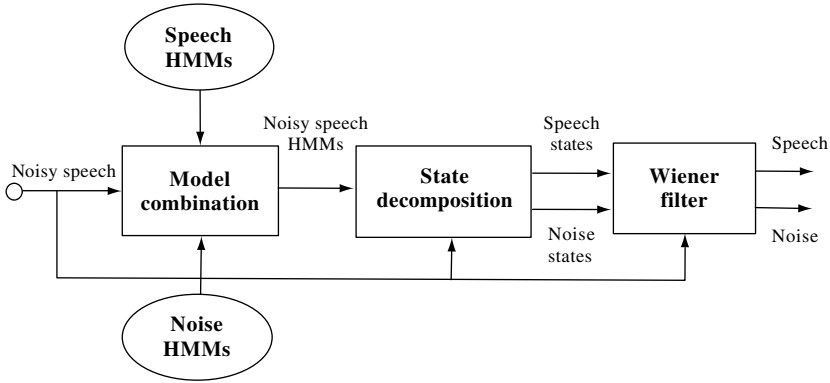 Speech
HMMs
Noisy speech
Model
combination
Noisy speech
HMMs
State
decomposition
Speech
states
Noise
states
Wiener
filter
Speech
Noise
Noise
HMMs